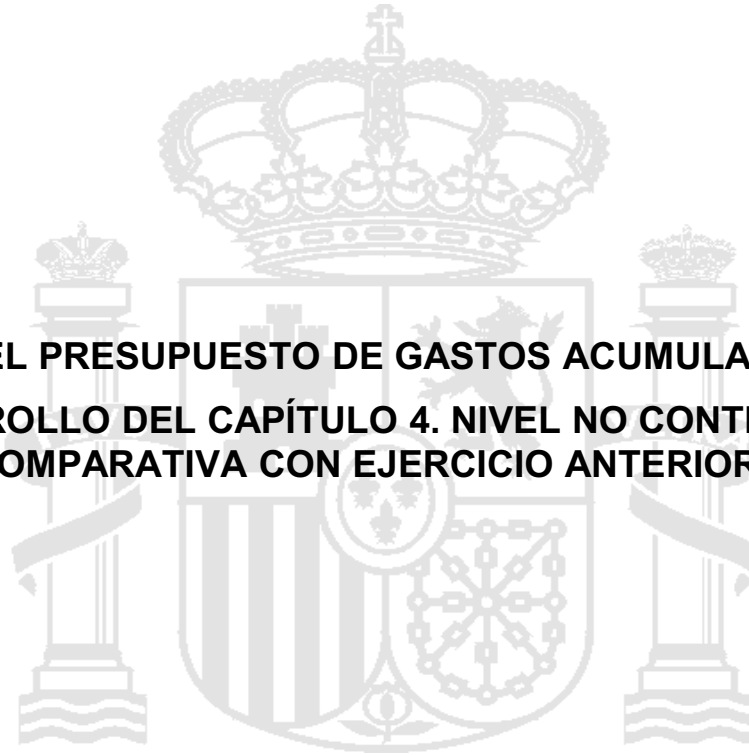 EL PRESUPUESTO DE GASTOS ACUMULA
ROLLO DEL CAPÍTULO 4. NIVEL NO CONT
OMPARATIVA CON EJERCICIO ANTERIOR